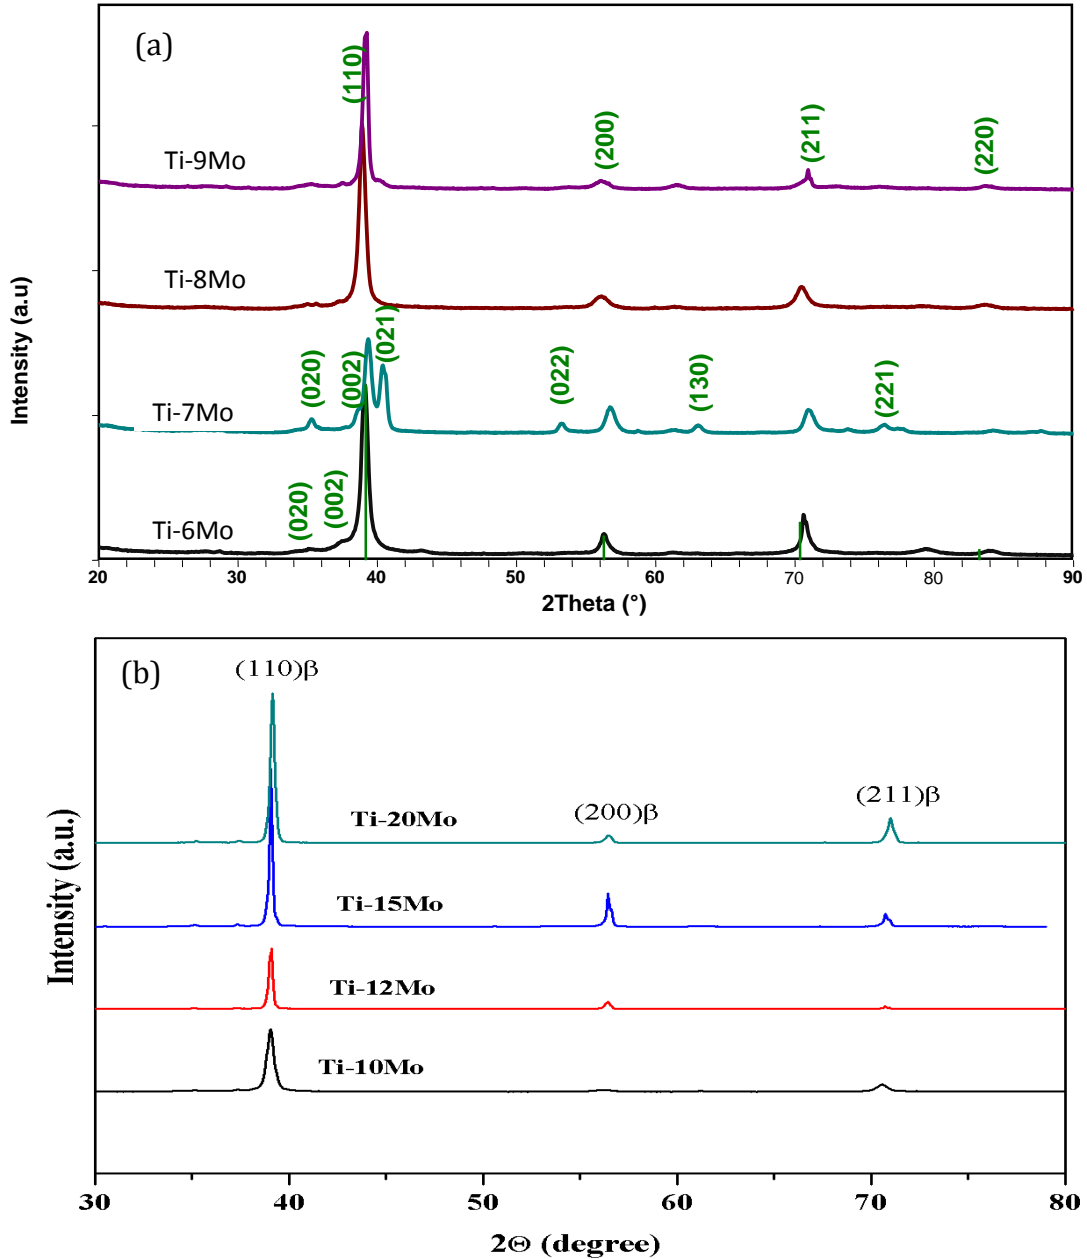 (a)
(110)
(200)
(211)
(220)
Ti-9Mo
Ti-8Mo
(020)
(002)
(021)
(022)
(130)
(221)
Ti-7Mo
(020)
(002)
Ti-6Mo
Intensity (a.u)
20 30 40 50 60 70 80 90
2Theta (°)
(b)
(110)β
(200)β
(211)β
Ti-20Mo
Ti-15Mo
Ti-12Mo
Ti-10Mo
Intensity (a.u.)
30 40 50 60 70 80
2Θ (degree)